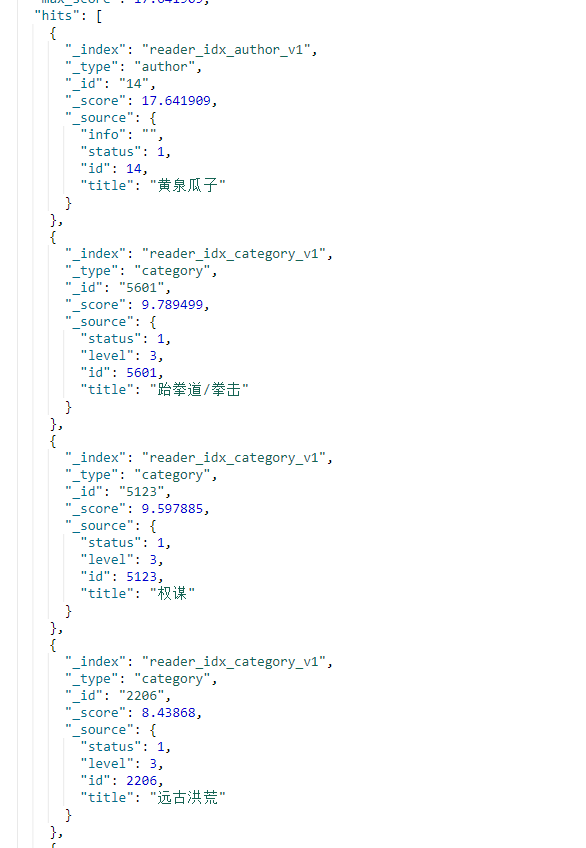 "max_score": 17.641909,
"hits": [
{
"_index": "reader_idx_author_v1",
"_type": "author",
"_id": "14",
"_score": 17.641909,
"_source": {
"info": "",
"status": 1,
"id": 14,
"title": "黄泉瓜子"
}
},
{
"_index": "reader_idx_category_v1",
"_type": "category",
"_id": "5601",
"_score": 9.789499,
"_source": {
"status": 1,
"level": 3,
"id": 5601,
"title": "跆拳道/拳击"
}
},
{
"_index": "reader_idx_category_v1",
"_type": "category",
"_id": "5123",
"_score": 9.597885,
"_source": {
"status": 1,
"level": 3,
"id": 5123,
"title": "权谋"
}
},
{
"_index": "reader_idx_category_v1",
"_type": "category",
"_id": "2206",
"_score": 8.43868,
"_source": {
"status": 1,
"level": 3,
"id": 2206,
"title": "远古洪荒"
}
},
{